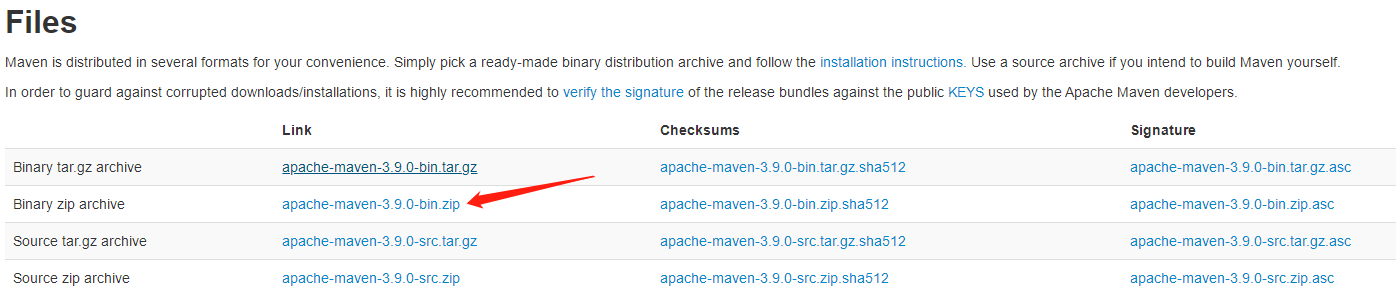 Files
Maven is distributed in several formats for your convenience. Simply pick a ready-made binary distribution archive and follow the installation instructions. Use a source archive if you intend to build Maven yourself.
In order to guard against corrupted downloads/installations, it is highly recommended to verify the signature of the release bundles against the public KEYS used by the Apache Maven developers.
Link Checksums Signature
Binary tar.gz archive apache-maven-3.9.0-bin.tar.gz apache-maven-3.9.0-bin.tar.gz.sha512 apache-maven-3.9.0-bin.tar.gz.asc
Binary zip archive apache-maven-3.9.0-bin.zip apache-maven-3.9.0-bin.zip.sha512 apache-maven-3.9.0-bin.zip.asc
Source tar.gz archive apache-maven-3.9.0-src.tar.gz apache-maven-3.9.0-src.tar.gz.sha512 apache-maven-3.9.0-src.tar.gz.asc
Source zip archive apache-maven-3.9.0-src.zip apache-maven-3.9.0-src.zip.sha512 apache-maven-3.9.0-src.zip.asc